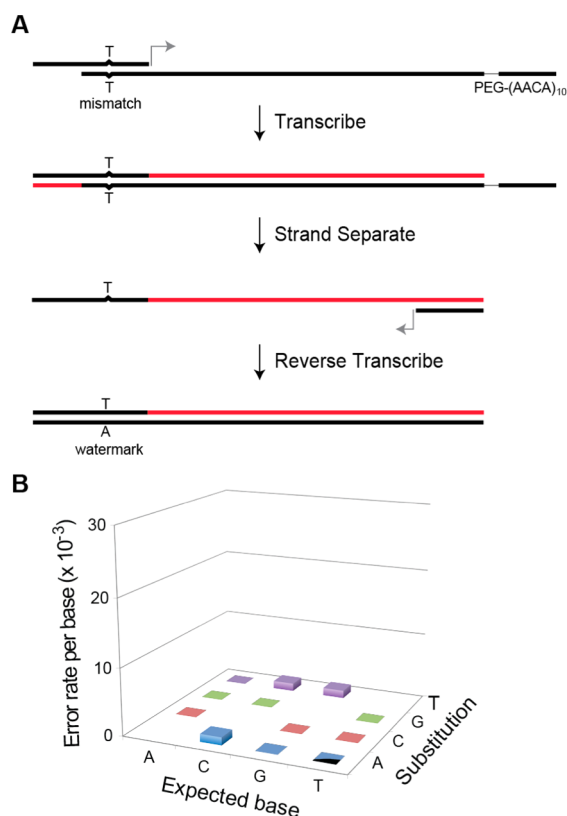 A
T
T
mismatch
PEG-(AACA)10
Transcribe
T
T
Strand Separate
T
Reverse Transcribe
T
A
watermark
B
Error rate per base (x 10-3)
30
20
10
0
A
C
G
T
Expected base
A
C
G
T
Substitution